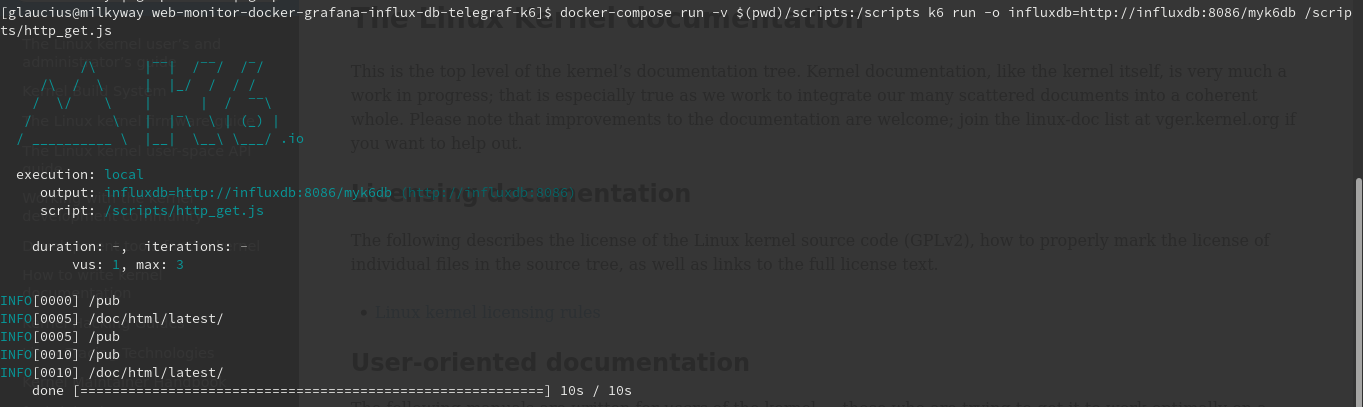 [glaucius@milkyway web-monitor-docker-grafana-influx-db-telegraf-k6]$ docker-compose run -v $(pwd)/scripts:/scripts k6 run -o influxdb=http://influxdb:8086/myk6db /scrip
ts/http_get.js
          /\      |‾‾|  /‾‾/  /‾/
     /\  /  \     |  |_/  /  / /
    /  \/    \    |      |  /  ‾‾\
   /          \   |  |‾\  \ | (_) |
  / __________ \  |__|  \__\ \___/ .io
execution: local
output: influxdb=http://influxdb:8086/myk6db (http://influxdb:8086)
script: /scripts/http_get.js
duration: -, iterations: -
vus: 1, max: 3
INFO[0000] /pub
INFO[0005] /doc/html/latest/
INFO[0005] /pub
INFO[0010] /pub
INFO[0010] /doc/html/latest/
done [==========================================================] 10s / 10s
The Linux Kernel documentation
This is the top level of the kernel's documentation tree. Kernel documentation, like the kernel itself, is very much a
work in progress; that is especially true as we work to integrate our many scattered documents into a coherent
whole. Please note that improvements to the documentation are welcome; join the linux-doc list at vger.kernel.org if
you want to help out.
Licensing documentation
The following describes the license of the Linux kernel source code (GPLv2), how to properly mark the license of
individual files in the source tree, as well as links to the full license text.
• Linux kernel licensing rules
User-oriented documentation